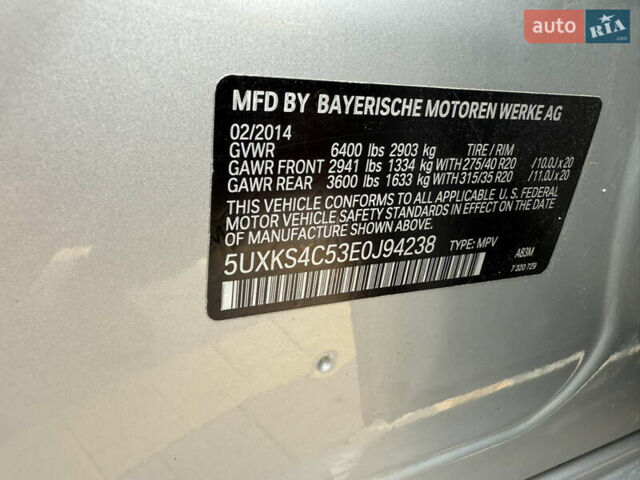 auto RIA.com
MFD BY BAYERISCHE MOTOREN WERKE AG
02/2014
GVWR 6400 lbs 2903 kg TIRE / RIM
GAWR FRONT 2941 lbs 1334 kg WITH 275/40 R20 /10.0J x 20
GAWR REAR 3600 lbs 1633 kg WITH 315/35 R20 /11.0J x 20
THIS VEHICLE CONFORMS TO ALL APPLICABLE U. S. FEDERAL
MOTOR VEHICLE SAFETY STANDARDS IN EFFECT ON THE DATE
OF MANUFACTURE SHOWN ABOVE.
5UXKS4C53E0J94238 TYPE: MPV A83M
T 320 7Z9